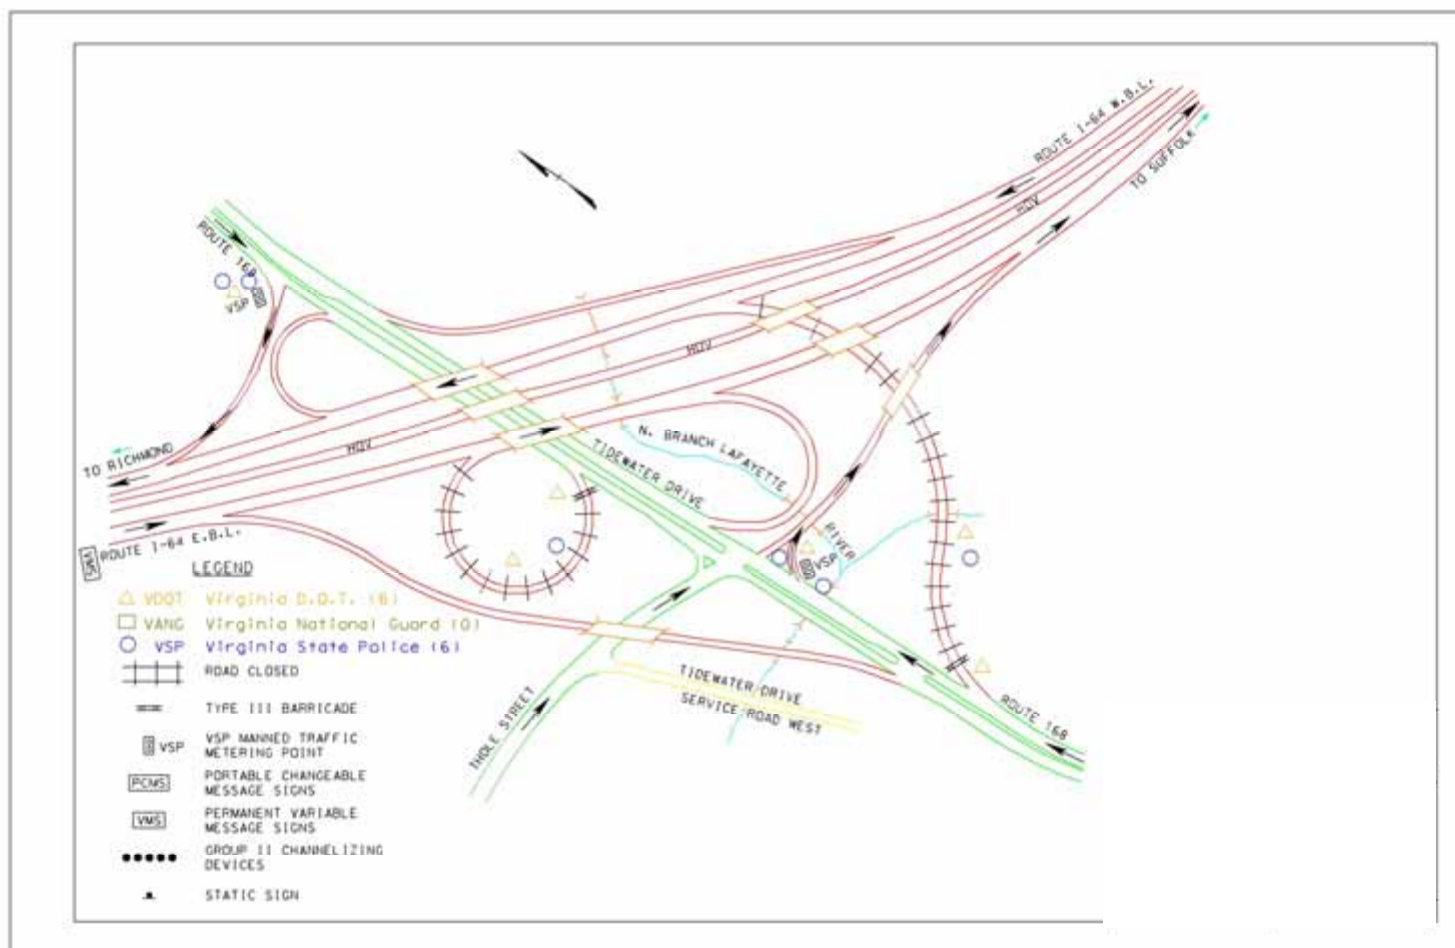 ROUTE I-64 W.B.L.
TO SUFFOLK
HOV
ROUTE 168
VSP
HOV
HOV
TO RICHMOND
N. BRANCH LAFAYETTE
RIVER
TIDEWATER DRIVE
VMS
ROUTE I-64 E.B.L.
VSP
TIDEWATER DRIVE
SERVICE ROAD WEST
THOLE STREET
ROUTE 168
LEGEND
VDOT Virginia D.O.T. (6)
VANG Virginia National Guard (0)
VSP Virginia State Police (6)
ROAD CLOSED
TYPE III BARRICADE
VSP VSP MANNED TRAFFIC
METERING POINT
PCMS PORTABLE CHANGEABLE
MESSAGE SIGNS
VMS PERMANENT VARIABLE
MESSAGE SIGNS
GROUP II CHANNELIZING
DEVICES
STATIC SIGN